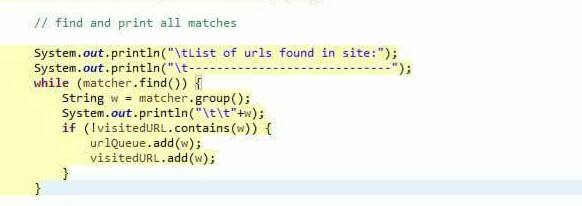 // find and print all matches
System.out.println("\tList of urls found in site:");
System.out.println("\t-----------------------------");
while (matcher.find()) {
String w = matcher.group();
System.out.println("\t\t"+w);
if (!visitedURL.contains(w)) {
urlQueue.add(w);
visitedURL.add(w);
}
}